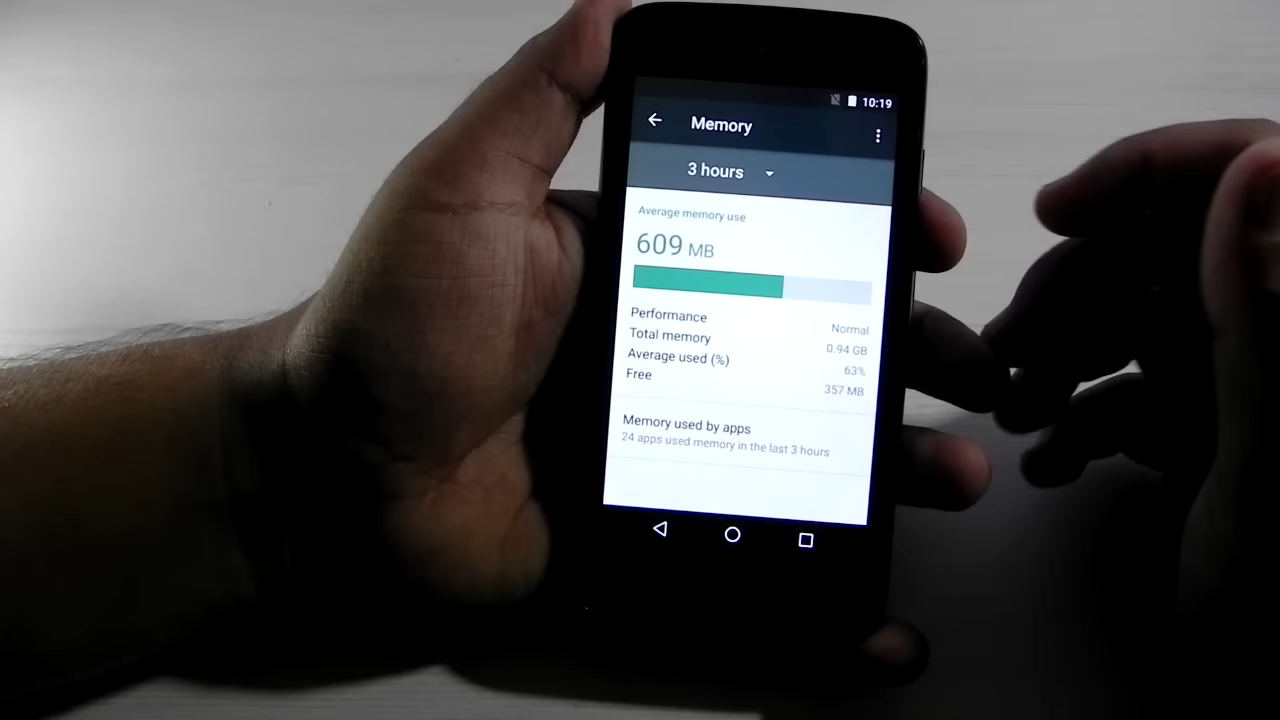 10:19
Memory
3 hours
Average memory use
609 MB
Performance Normal
Total memory 0.94 GB
Average used (%) 63%
Free 357 MB
Memory used by apps
24 apps used memory in the last 3 hours